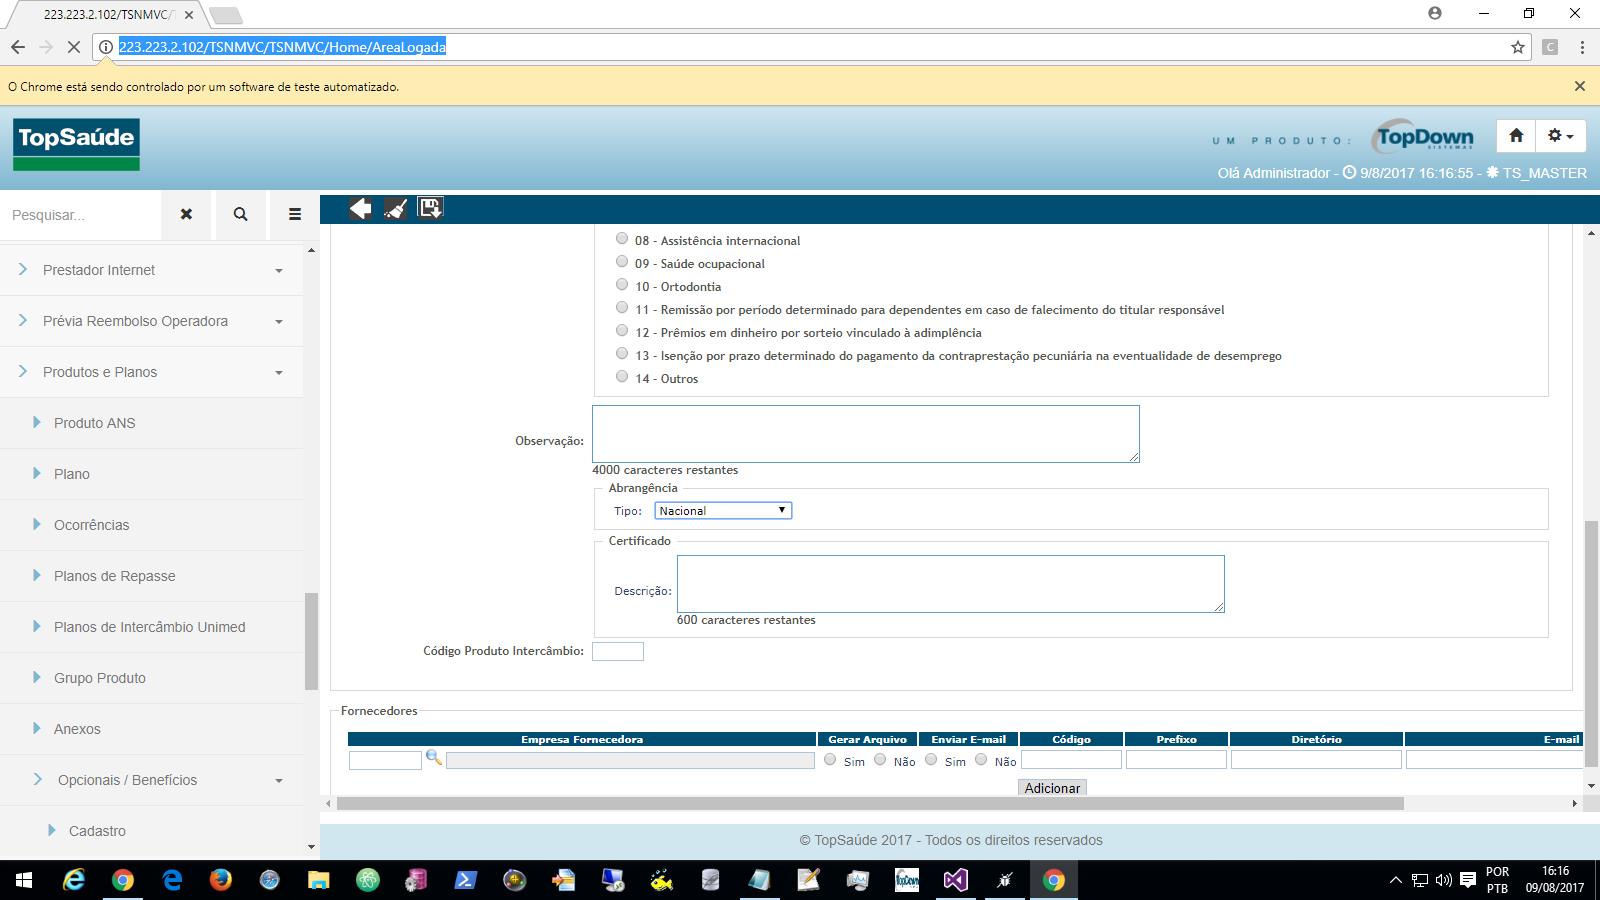 223.223.2.102/TSNMVC/T
223.223.2.102/TSNMVC/TSNMVC/Home/AreaLogada
C
O Chrome está sendo controlado por um software de teste automatizado.
TopSaúde
UM PRODUTO:
TopDown
SISTEMAS
Olá Administrador - 9/8/2017 16:16:55 - TS_MASTER
Pesquisar...
Prestador Internet
Prévia Reembolso Operadora
Produtos e Planos
Produto ANS
Plano
Ocorrências
Planos de Repasse
Planos de Intercâmbio Unimed
Grupo Produto
Anexos
Opcionais / Benefícios
Cadastro
08 - Assistência internacional
09 - Saúde ocupacional
10 - Ortodontia
11 - Remissão por período determinado para dependentes em caso de falecimento do titular responsável
12 - Prêmios em dinheiro por sorteio vinculado à adimplência
13 - Isenção por prazo determinado do pagamento da contraprestação pecuniária na eventualidade de desemprego
14 - Outros
Observação:
4000 caracteres restantes
Abrangência
Tipo: Nacional
Certificado
Descrição:
600 caracteres restantes
Código Produto Intercâmbio:
Fornecedores
Empresa Fornecedora Gerar Arquivo Enviar E-mail Código Prefixo Diretório E-mail
Sim Não Sim Não
Adicionar
© TopSaúde 2017 - Todos os direitos reservados
TopDown
POR
PTB
16:16
09/08/2017